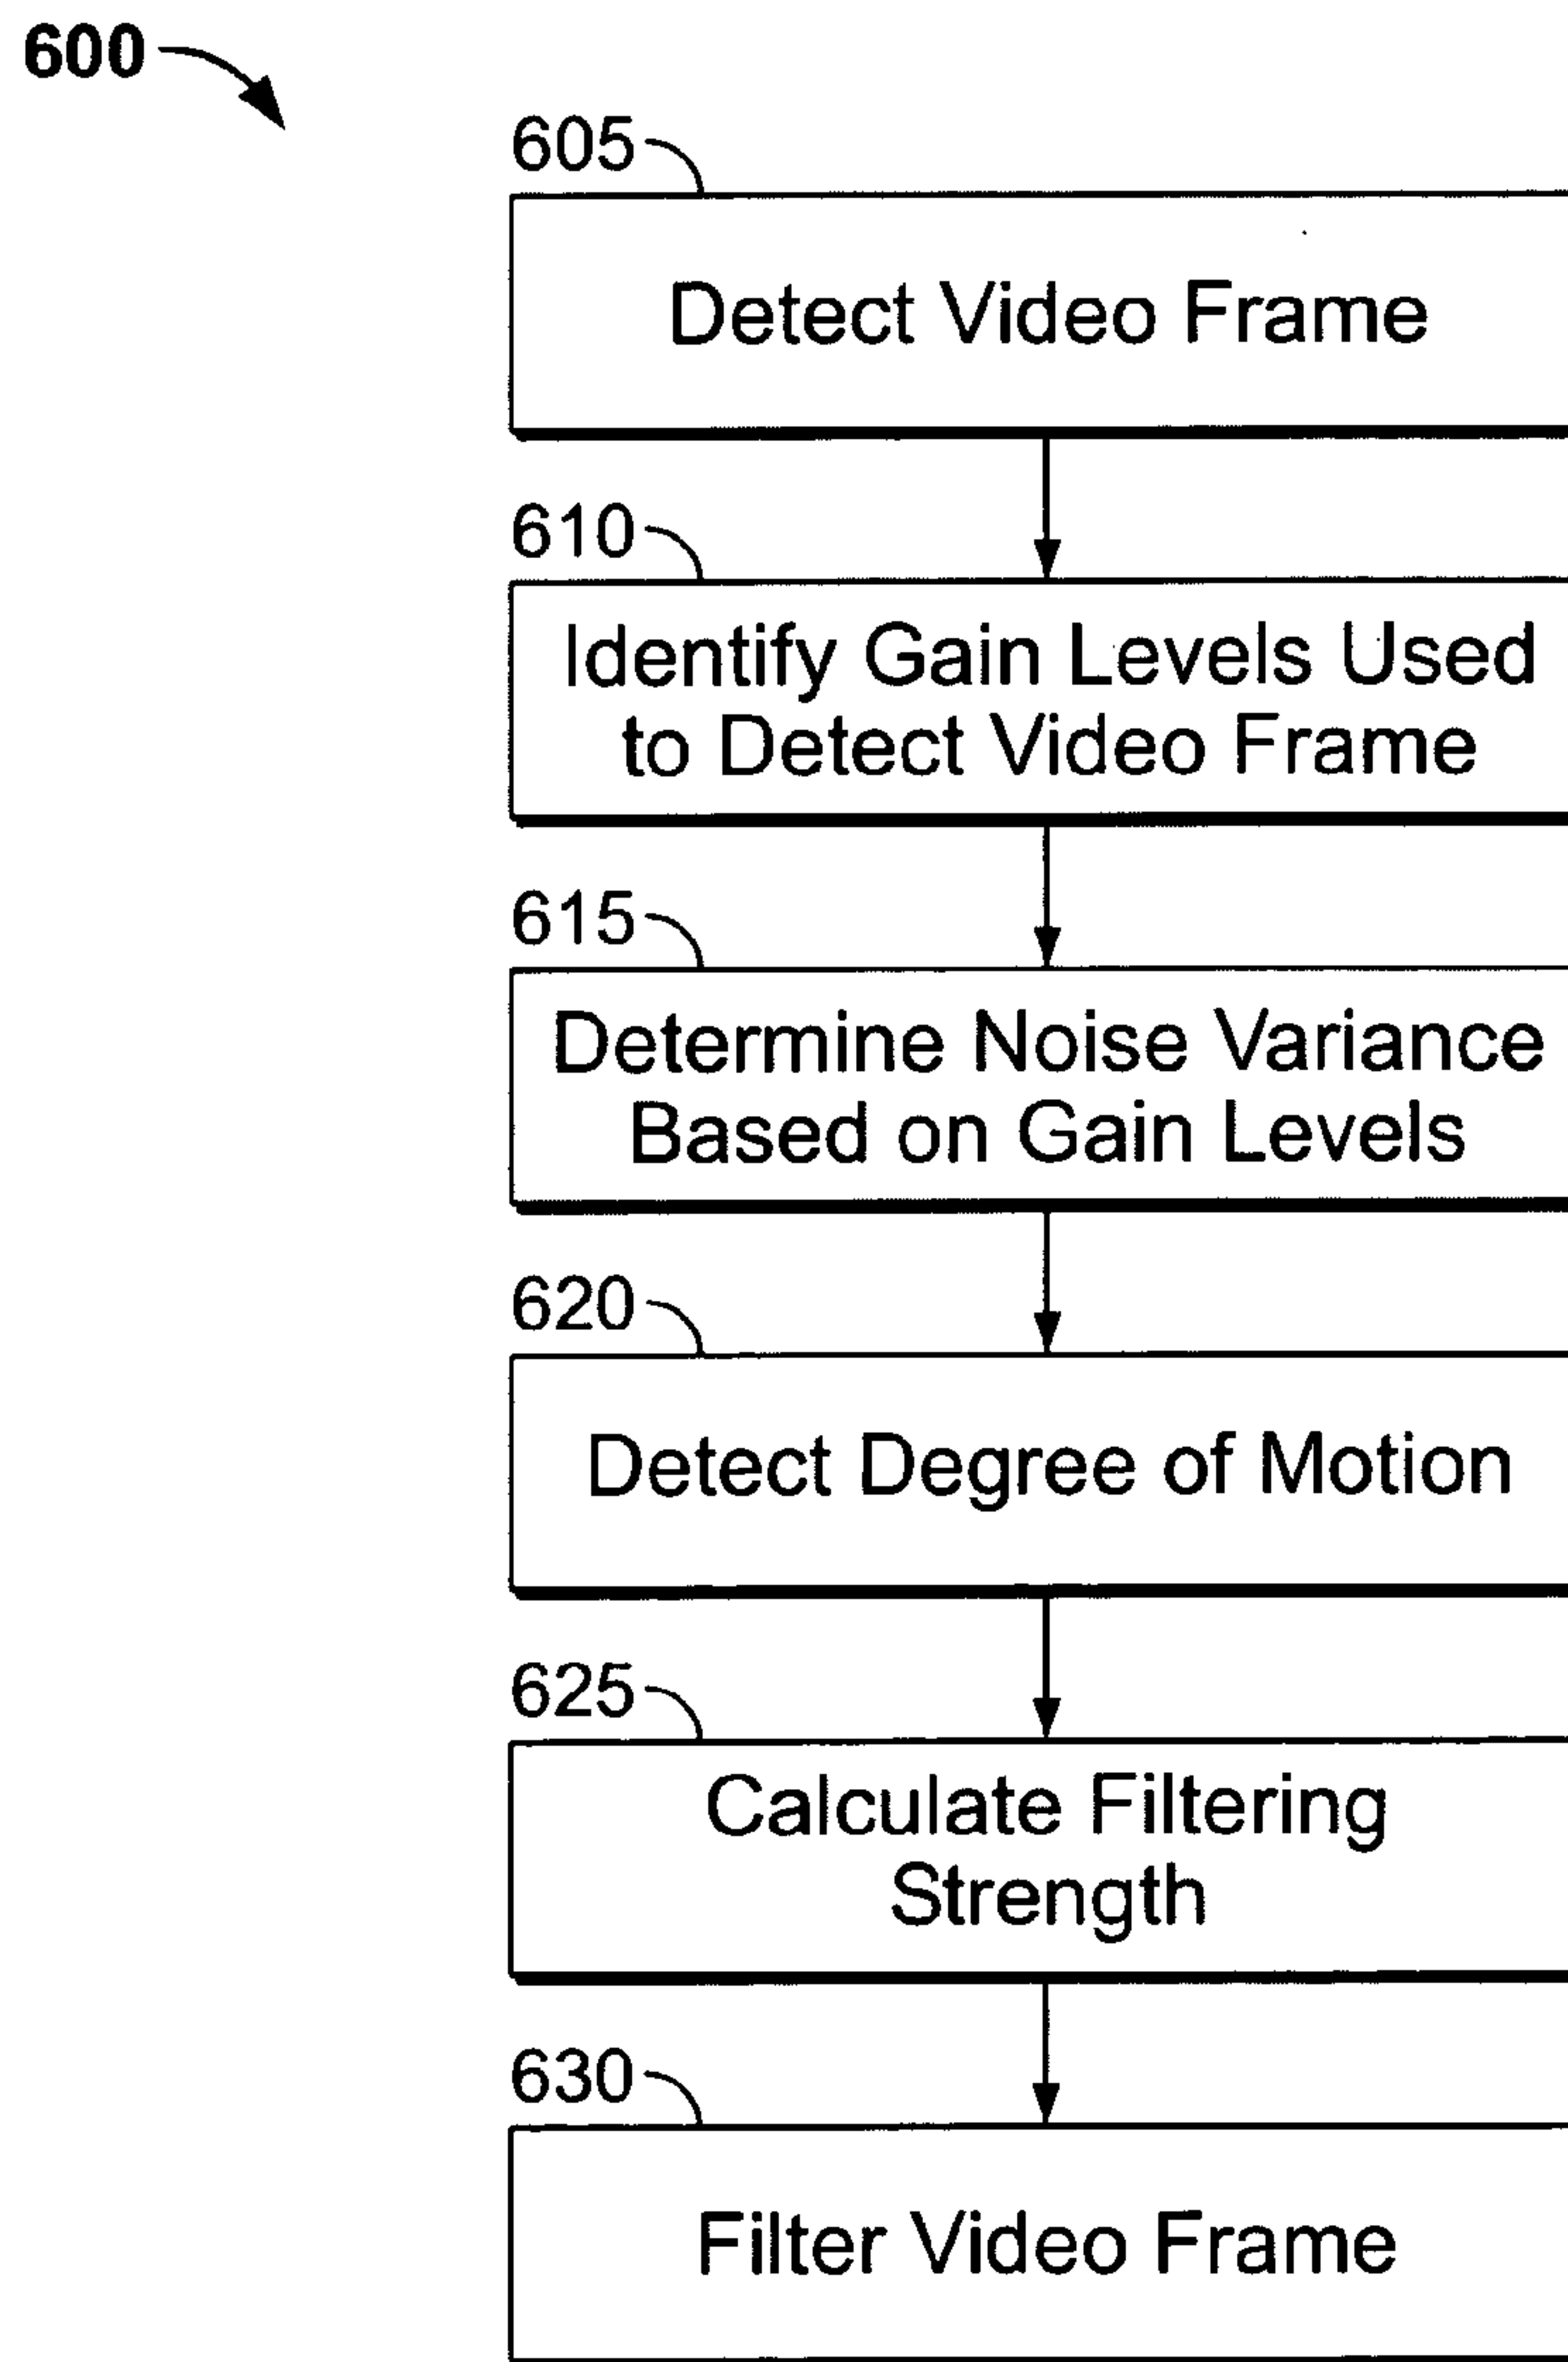 600
605
Detect Video Frame
610
Identify Gain Levels Used
to Detect Video Frame
615
Determine Noise Variance
Based on Gain Levels
620
Detect Degree of Motion
625
Calculate Filtering
Strength
630
Filter Video Frame